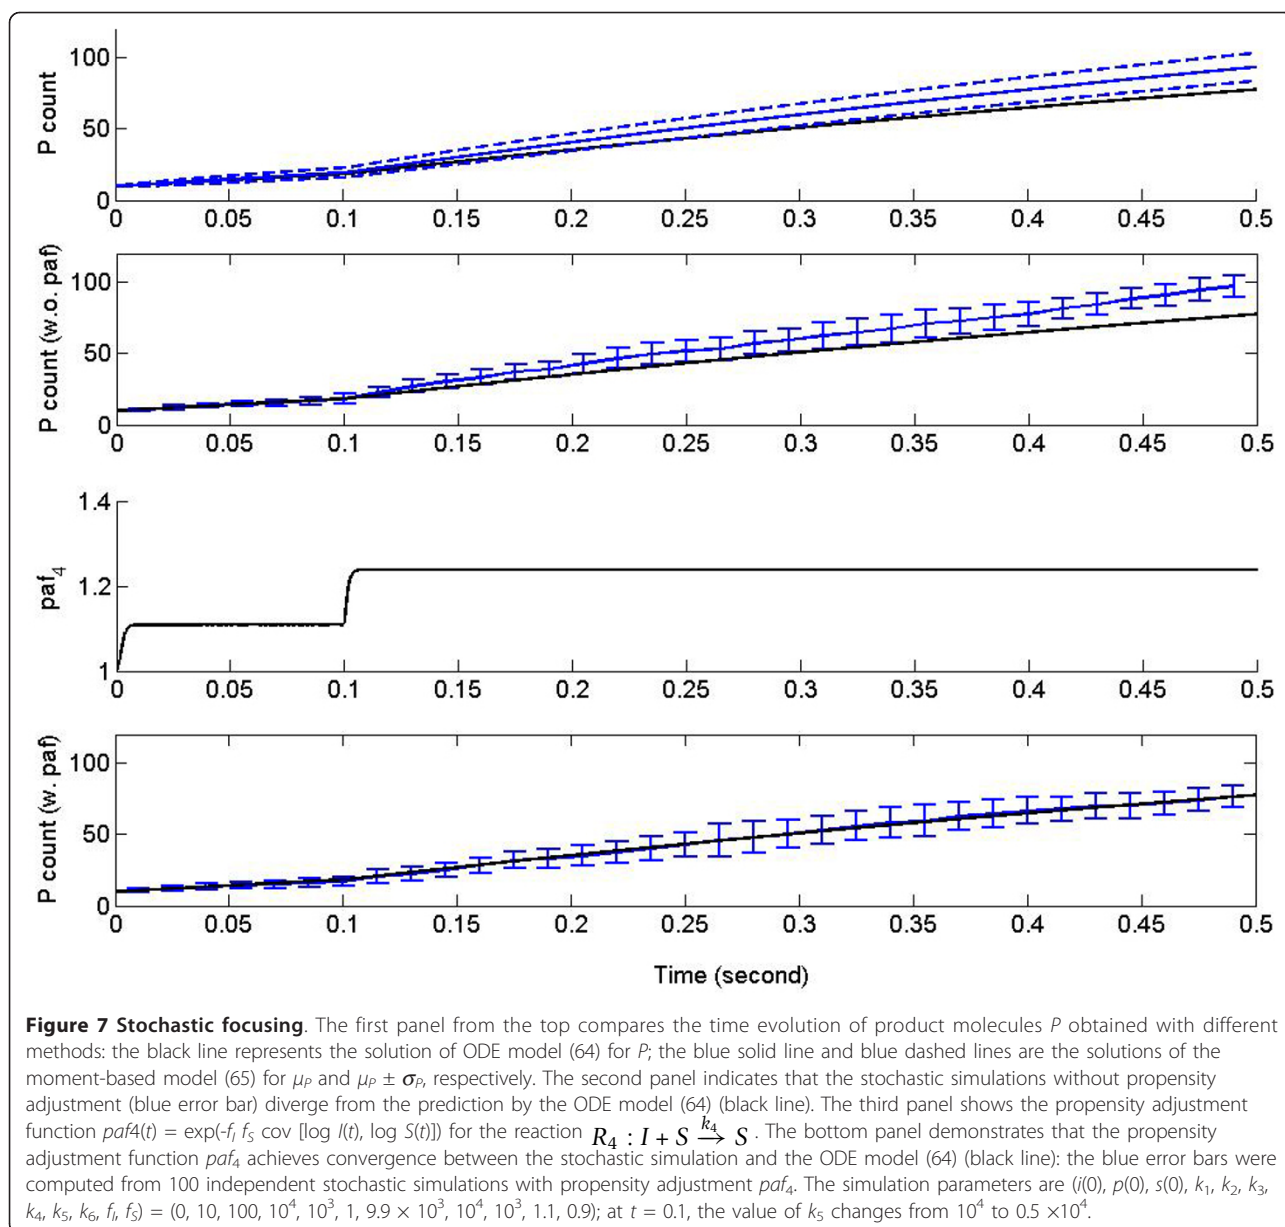 P count
100
50
0
0 0.05 0.1 0.15 0.2 0.25 0.3 0.35 0.4 0.45 0.5
P count (w.o. paf)
100
50
0
0 0.05 0.1 0.15 0.2 0.25 0.3 0.35 0.4 0.45 0.5
paf₄
1.4
1.2
1
0 0.05 0.1 0.15 0.2 0.25 0.3 0.35 0.4 0.45 0.5
P count (w. paf)
100
50
0
0 0.05 0.1 0.15 0.2 0.25 0.3 0.35 0.4 0.45 0.5
Time (second)
Figure 7 Stochastic focusing. The first panel from the top compares the time evolution of product molecules P obtained with different
methods: the black line represents the solution of ODE model (64) for P; the blue solid line and blue dashed lines are the solutions of the
moment-based model (65) for μP and μP ± σP, respectively. The second panel indicates that the stochastic simulations without propensity
adjustment (blue error bar) diverge from the prediction by the ODE model (64) (black line). The third panel shows the propensity adjustment
function paf4(t) = exp(-fI fS cov [log I(t), log S(t)]) for the reaction R₄ : I + S →k₄ S . The bottom panel demonstrates that the propensity
adjustment function paf₄ achieves convergence between the stochastic simulation and the ODE model (64) (black line): the blue error bars were
computed from 100 independent stochastic simulations with propensity adjustment paf₄. The simulation parameters are (i(0), p(0), s(0), k₁, k₂, k₃,
k₄, k₅, k₆, fI, fS) = (0, 10, 100, 10⁴, 10³, 1, 9.9 × 10³, 10⁴, 10³, 1.1, 0.9); at t = 0.1, the value of k₅ changes from 10⁴ to 0.5 ×10⁴.